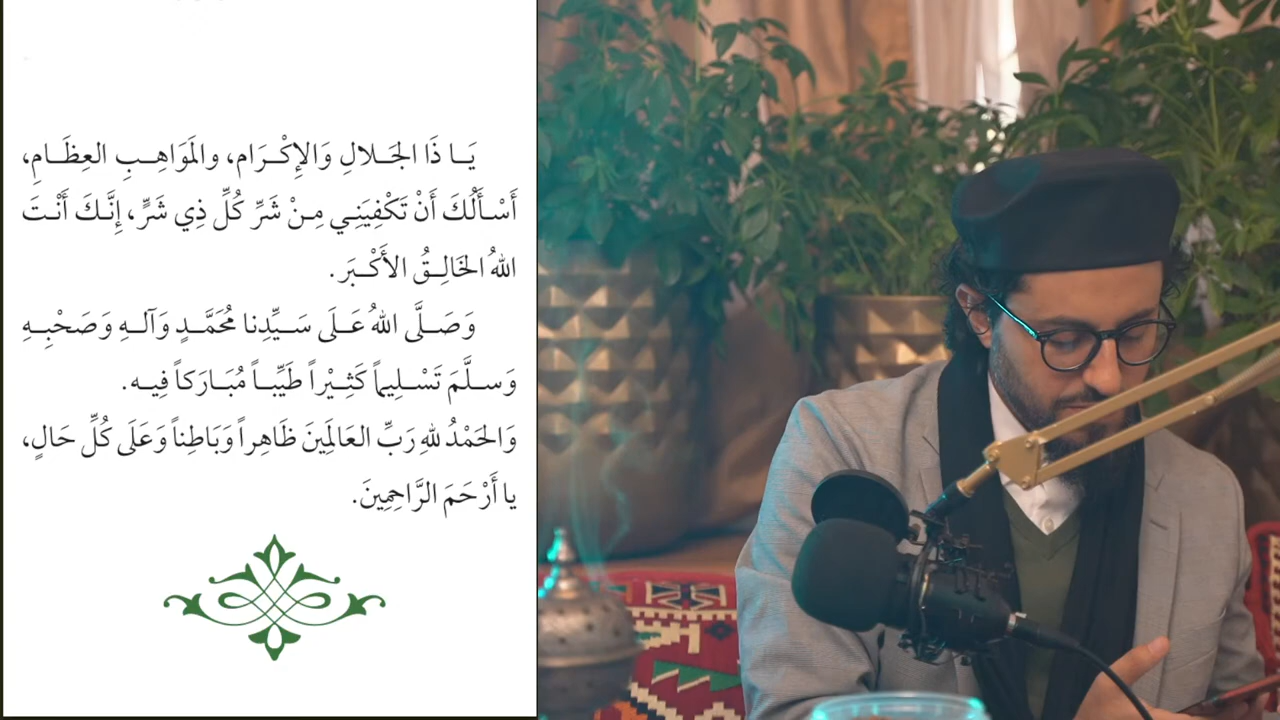 يَا ذَا الجَلالِ وَالإِكْرَامِ، والمَوَاهِبِ العِظَامِ،
أَسْأَلُكَ أَنْ تَكْفِيَنِي مِنْ شَرِّ كُلِّ ذِي شَرٍّ، إِنَّكَ أَنْتَ
اللهُ الخَالِقُ الأَكْبَر.
وَصَلَّى اللهُ عَلَى سَيِّدِنا مُحَمَّدٍ وَآلِهِ وَصَحْبِهِ
وَسلَّمَ تَسْلِيماً كَثِيْراً طَيِّباً مُبَارَكاً فِيه.
وَالحَمْدُ للهِ رَبِّ العَالَمِينَ ظَاهِراً وَبَاطِناً وَعَلَى كُلِّ حَالٍ،
يا أَرْحَمَ الرَّاحِمِينَ.